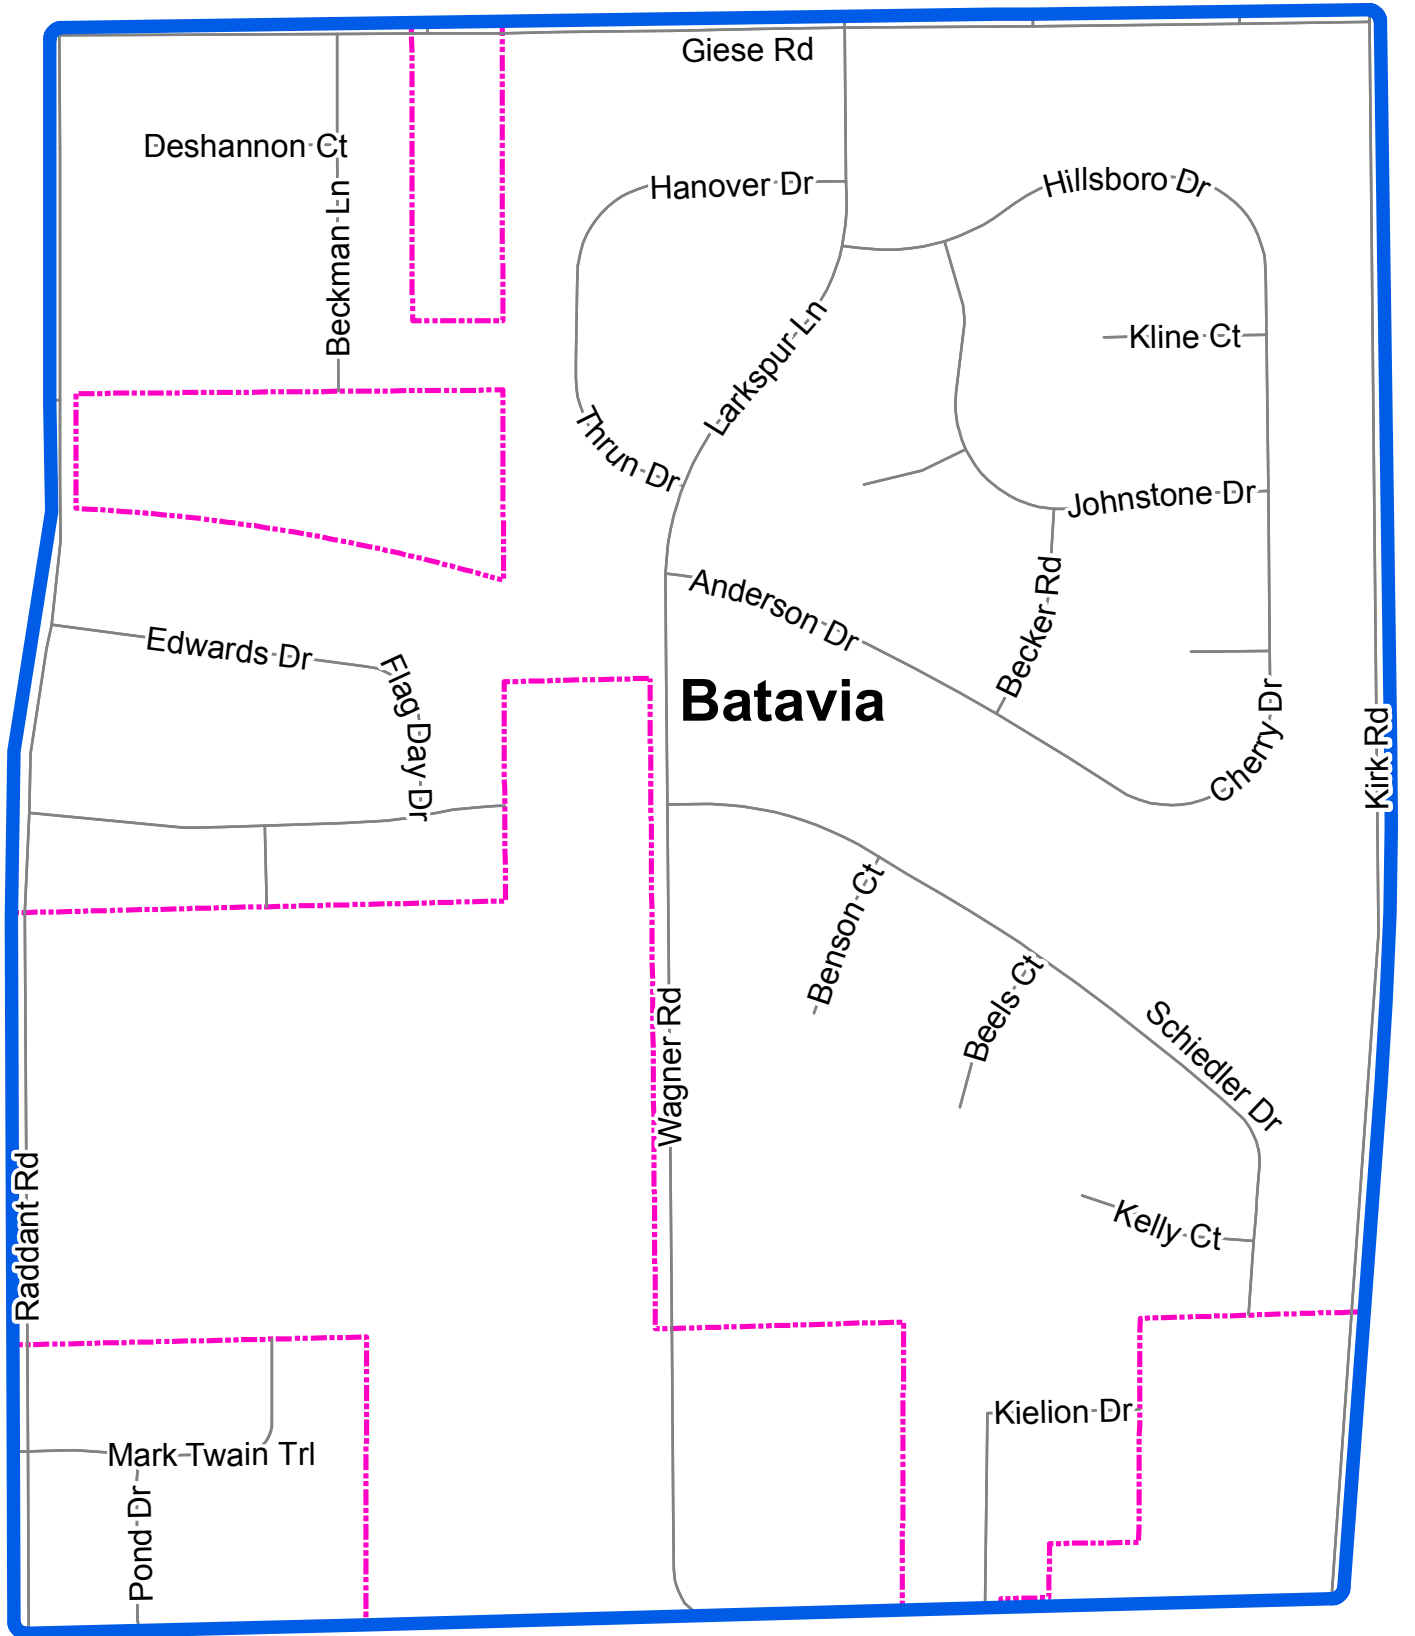 Giese Rd
Deshannon Ct
Hanover Dr
Hillsboro Dr
Beckman Ln
Kline Ct
Larkspur Ln
Thrun Dr
Johnstone Dr
Anderson Dr
Becker Rd
Edwards Dr
Flag Day Dr
Batavia
Cherry Dr
Kirk Rd
Benson Ct
Beels Ct
Wagner Rd
Schiedler Dr
Raddant Rd
Kelly Ct
Kielion Dr
Mark Twain Trl
Pond Dr